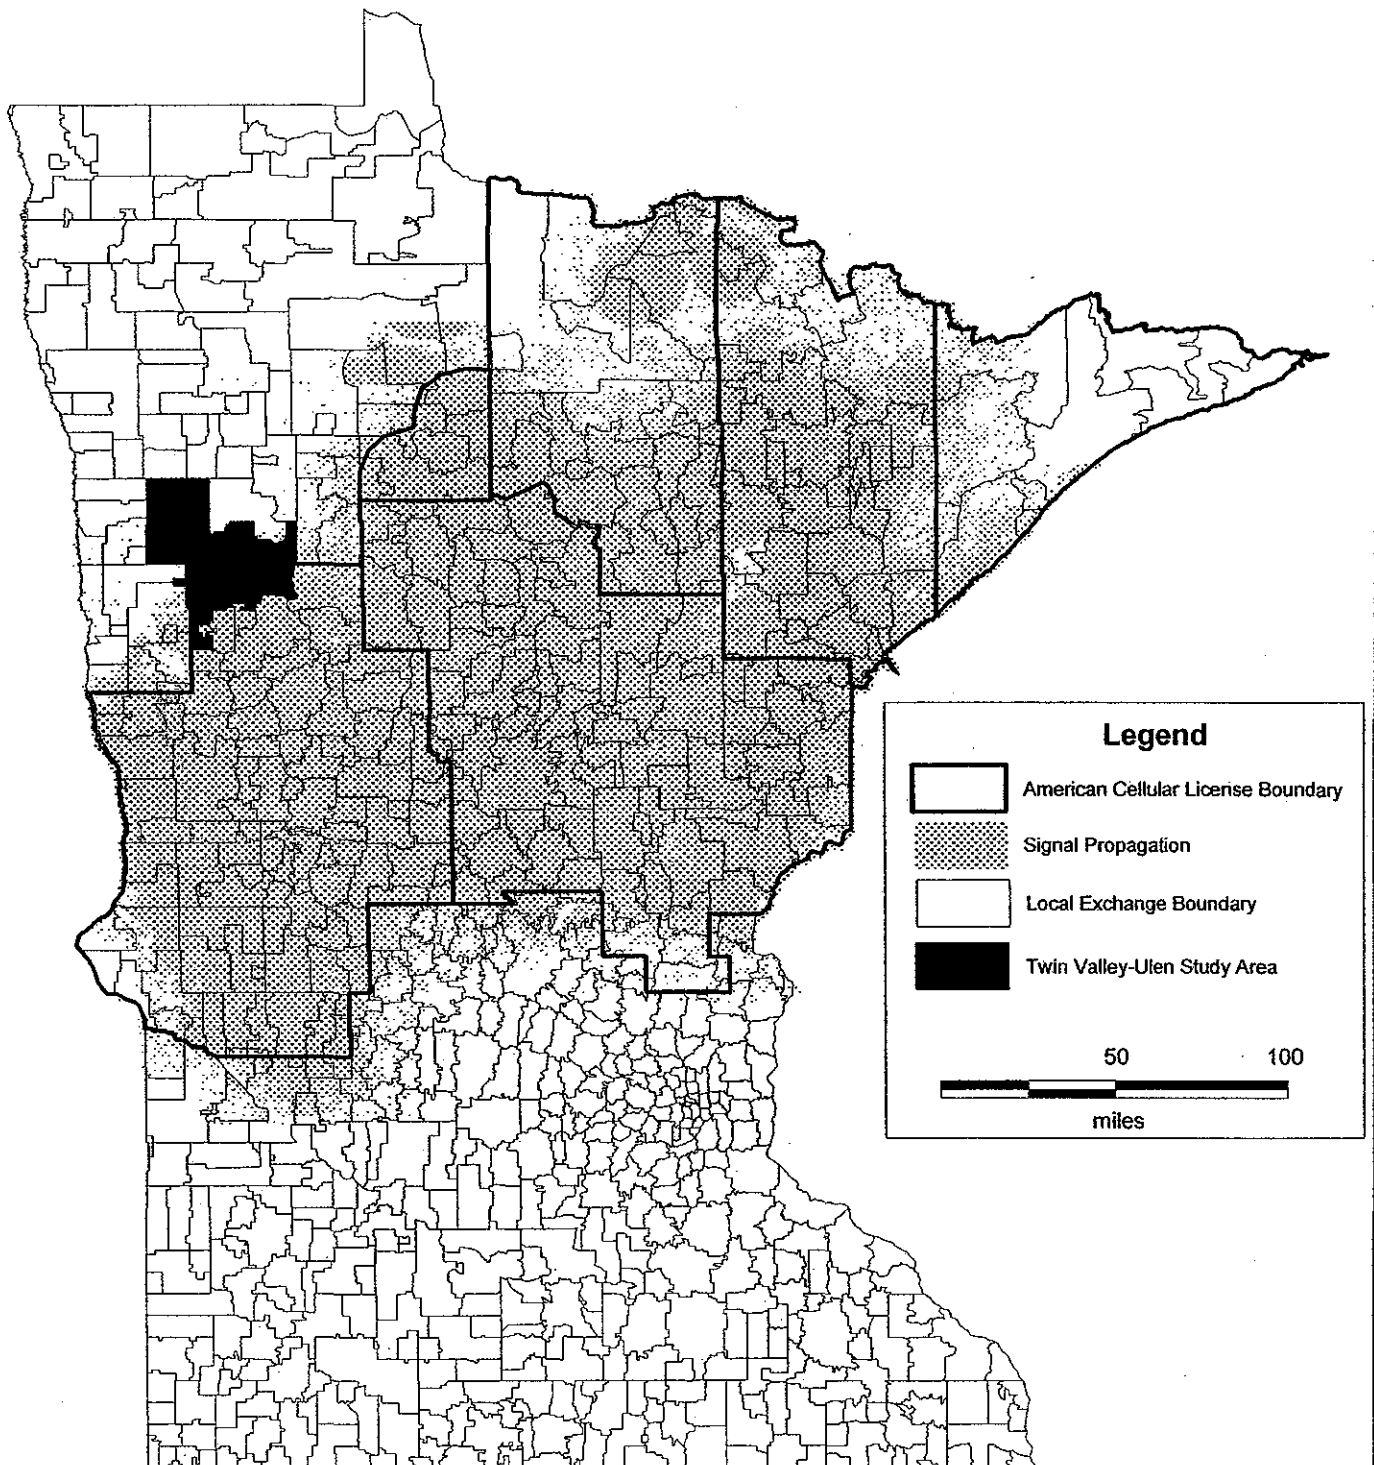 Legend
American Cellular License Boundary
Signal Propagation
Local Exchange Boundary
Twin Valley-Ulen Study Area
50 100
miles